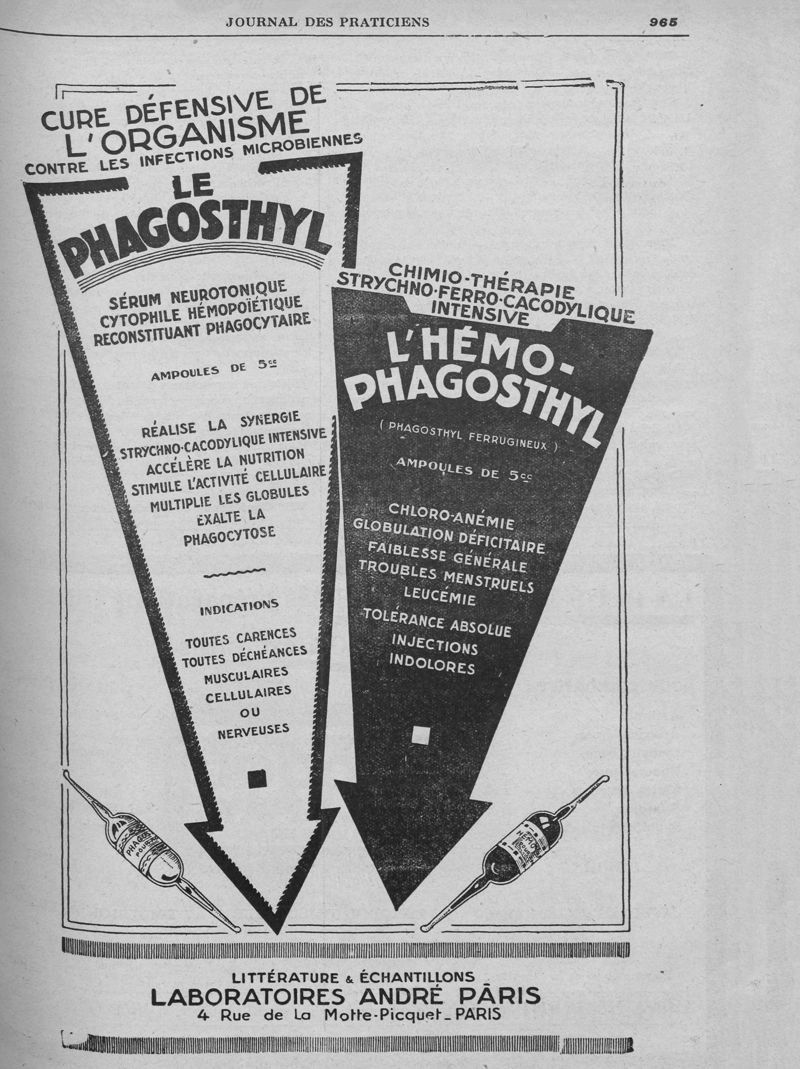 JOURNAL DES PRATICIENS
965
CURE DÉFENSIVE DE
L'ORGANISME
CONTRE LES INFECTIONS MICROBIENNES
LE
PHAGOSTHYL
SÉRUM NEUROTONIQUE
CYTOPHILE HÉMOPOÏÉTIQUE
RECONSTITUANT PHAGOCYTAIRE
AMPOULES DE 5cc
RÉALISE LA SYNERGIE
STRYCHNO-CACODYLIQUE INTENSIVE
ACCÉLÈRE LA NUTRITION
STIMULE L'ACTIVITÉ CELLULAIRE
MULTIPLIE LES GLOBULES
EXALTE LA
PHAGOCYTOSE
INDICATIONS
TOUTES CARENCES
TOUTES DÉCHÉANCES
MUSCULAIRES
CELLULAIRES
OU
NERVEUSES
CHIMIO-THÉRAPIE
STRYCHNO-FERRO-CACODYLIQUE
INTENSIVE
L'HÉMO-
PHAGOSTHYL
( PHAGOSTHYL FERRUGINEUX )
AMPOULES DE 5cc
CHLORO-ANÉMIE
GLOBULATION DÉFICITAIRE
FAIBLESSE GÉNÉRALE
TROUBLES MENSTRUELS
LEUCÉMIE
TOLÉRANCE ABSOLUE
INJECTIONS
INDOLORES
LITTÉRATURE & ÉCHANTILLONS
LABORATOIRES ANDRÉ PÂRIS
4 Rue de La Motte-Picquet_PARIS